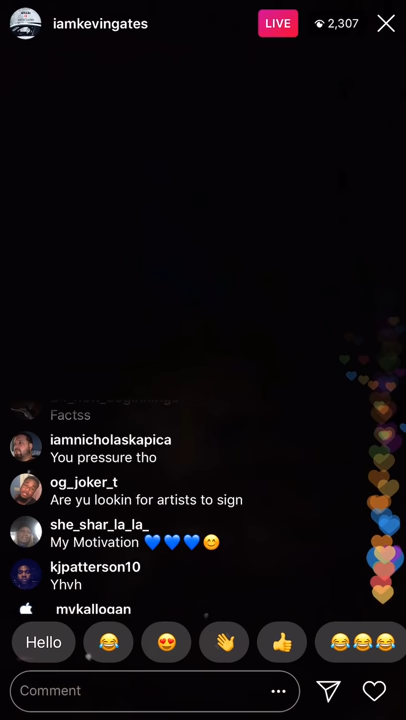 iamkevingates
LIVE
2,307
Factss
iamnicholaskapica
You pressure tho
og_joker_t
Are yu lookin for artists to sign
she_shar_la_la_
My Motivation 💙💙💙😊
kjpatterson10
Yhvh
mykallogan
Hello 😂 😍 👋 👍 😂😂😂
Comment